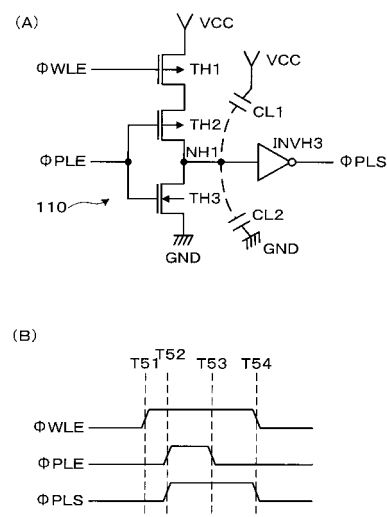 (A)
VCC
ΦWLE
TH1
VCC
CL1
TH2
INVH3
ΦPLE
NH1
ΦPLS
TH3
110
CL2
GND
GND
(B)
T51
T52
T53
T54
ΦWLE
ΦPLE
ΦPLS